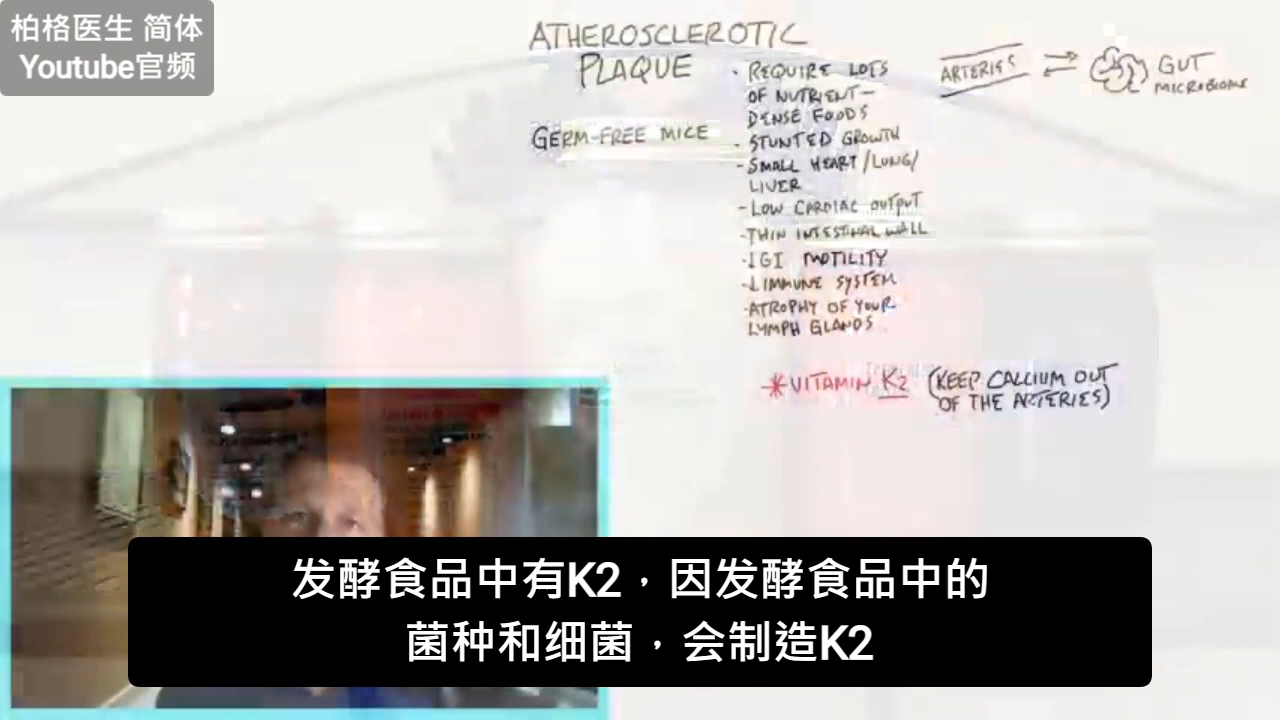 柏格医生 简体
Youtube官频
ATHEROSCLEROTIC
PLAQUE
ARTERIES
GUT
MICROBIOME
GERM-FREE MICE
· REQUIRE LOTS
OF NUTRIENT-
DENSE FOODS
- STUNTED GROWTH
- SMALL HEART/LUNG/
LIVER
- LOW CARDIAC OUTPUT
- THIN INTESTINAL WALL
- ↓GI MOTILITY
- ↓IMMUNE SYSTEM
- ATROPHY OF YOUR
LYMPH GLANDS
* VITAMIN K2 (KEEP CALCIUM OUT
OF THE ARTERIES)
发酵食品中有K2，因发酵食品中的
菌种和细菌，会制造K2